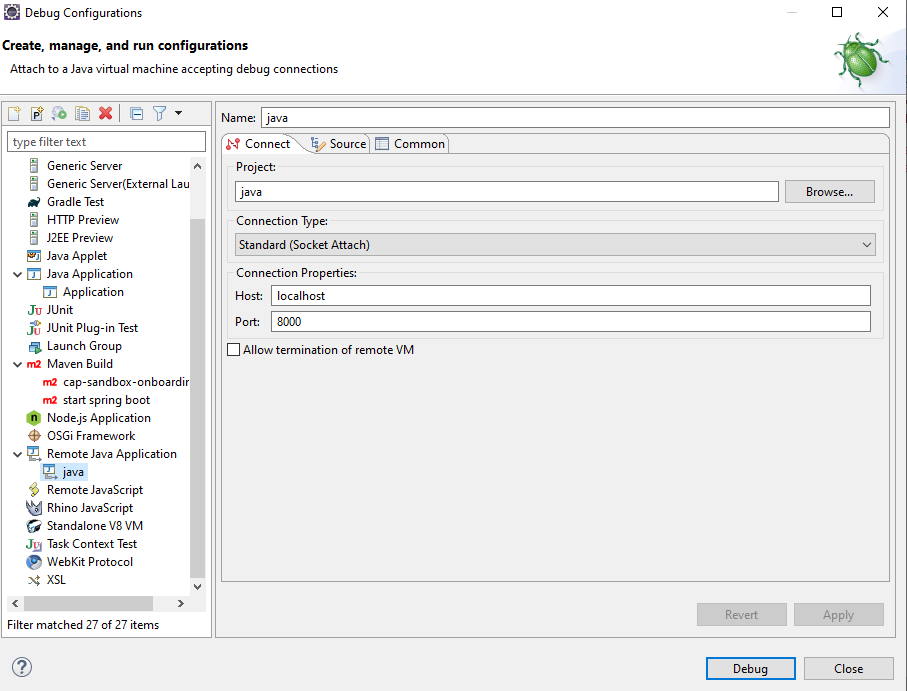 Debug Configurations
Create, manage, and run configurations
Attach to a Java virtual machine accepting debug connections
type filter text
Generic Server
Generic Server(External Lau
Gradle Test
HTTP Preview
J2EE Preview
Java Applet
Java Application
Application
JUnit
JUnit Plug-in Test
Launch Group
Maven Build
cap-sandbox-onboardin
start spring boot
Node.js Application
OSGi Framework
Remote Java Application
java
Remote JavaScript
Rhino JavaScript
Standalone V8 VM
Task Context Test
WebKit Protocol
XSL
Filter matched 27 of 27 items
Name: java
Connect Source Common
Project:
java Browse...
Connection Type:
Standard (Socket Attach)
Connection Properties:
Host: localhost
Port: 8000
Allow termination of remote VM
Revert Apply
Debug Close